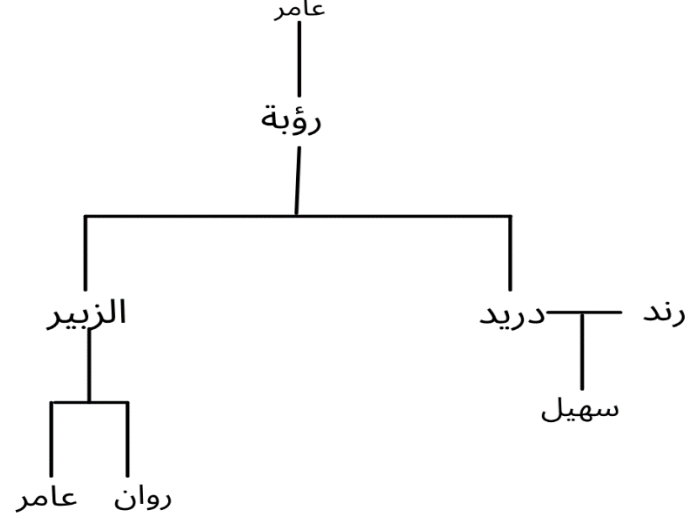 عامر
رؤبة
الزبير
دريد
رند
سهيل
عامر
روان